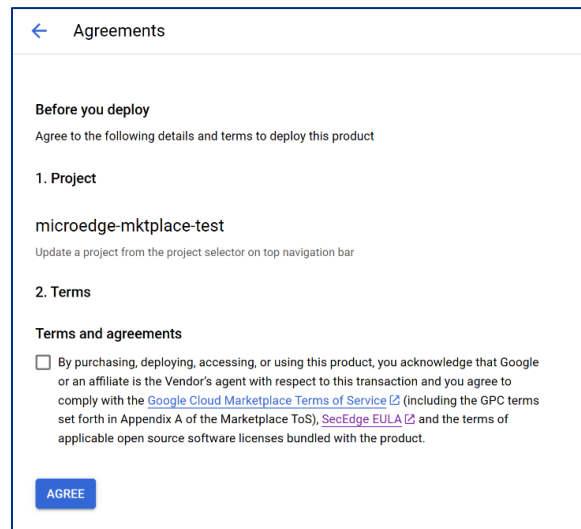 Agreements
Before you deploy
Agree to the following details and terms to deploy this product
1. Project
microedge-mktplace-test
Update a project from the project selector on top navigation bar
2. Terms
Terms and agreements
By purchasing, deploying, accessing, or using this product, you acknowledge that Google
or an affiliate is the Vendor's agent with respect to this transaction and you agree to
comply with the Google Cloud Marketplace Terms of Service (including the GPC terms
set forth in Appendix A of the Marketplace ToS), SecEdge EULA and the terms of
applicable open source software licenses bundled with the product.
AGREE